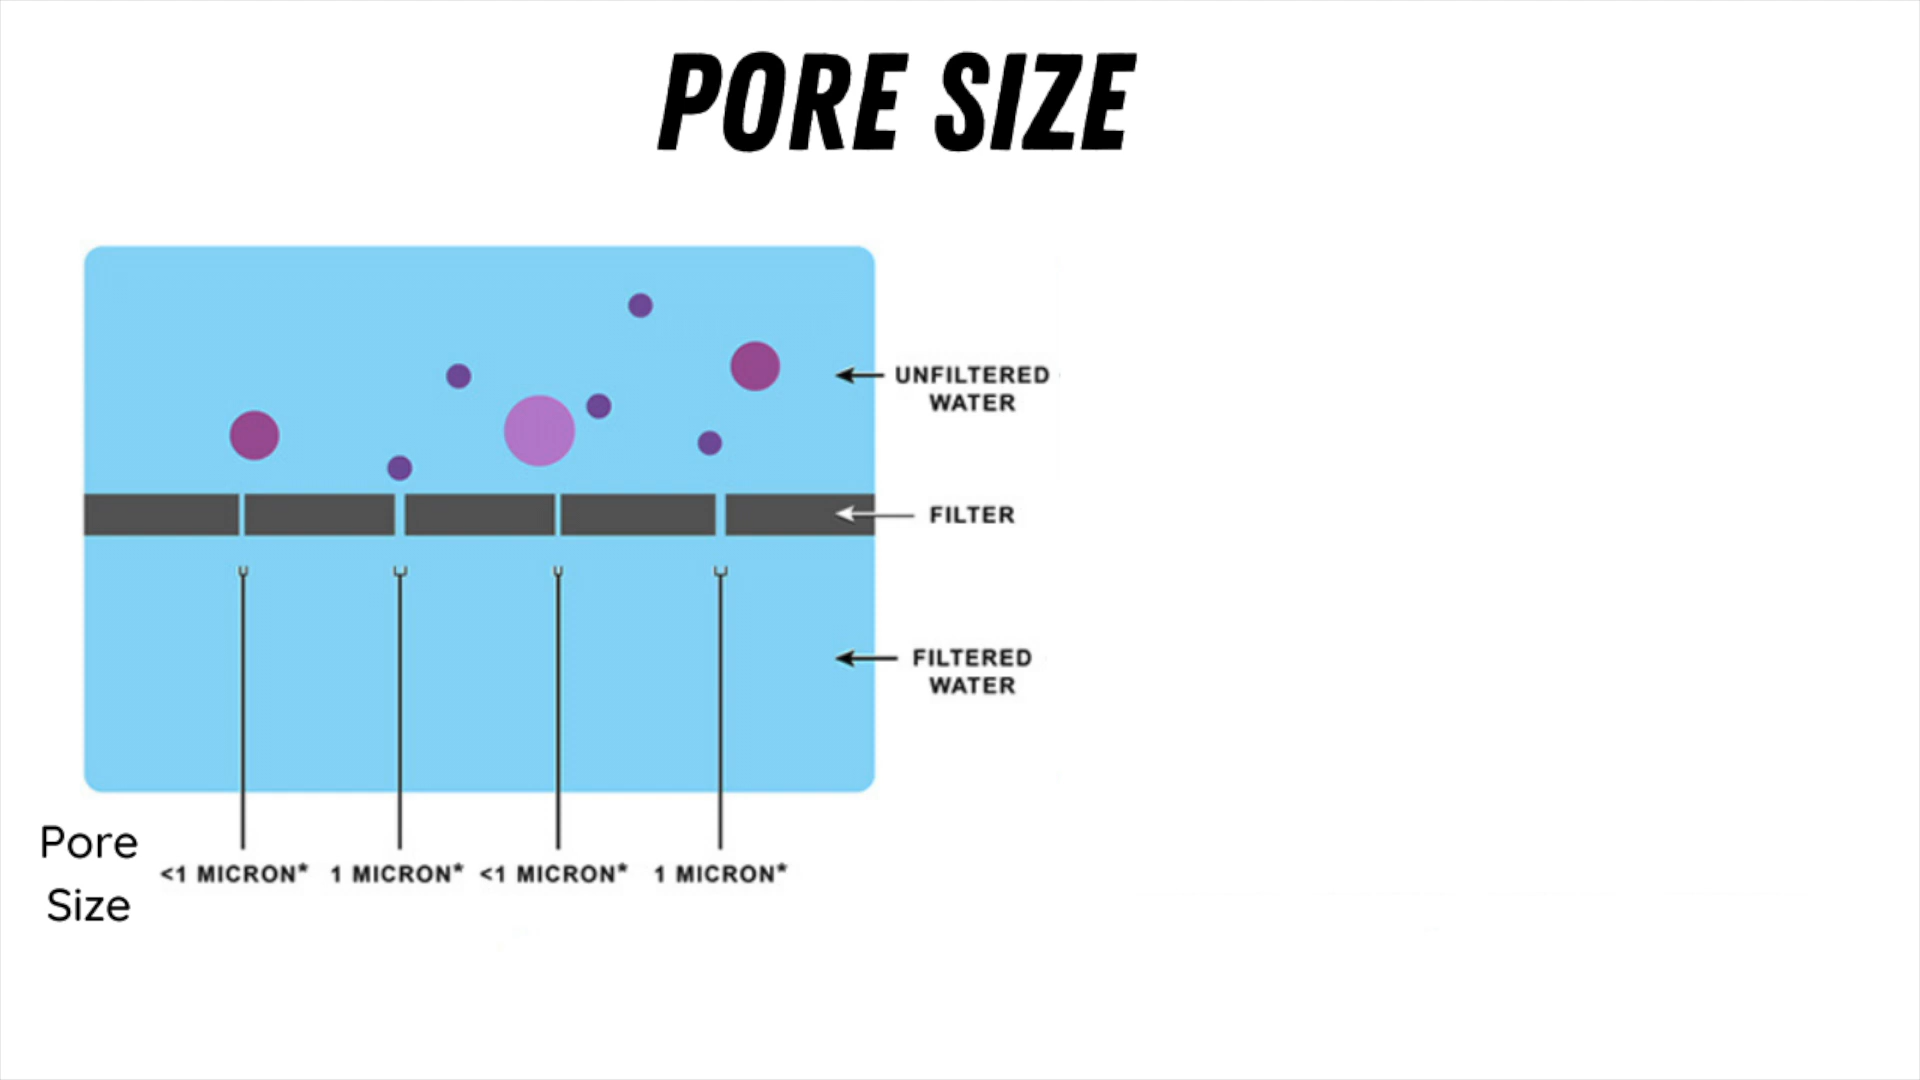 PORE SIZE
UNFILTERED
WATER
FILTER
FILTERED
WATER
Pore
Size
<1 MICRON* 1 MICRON* <1 MICRON* 1 MICRON*